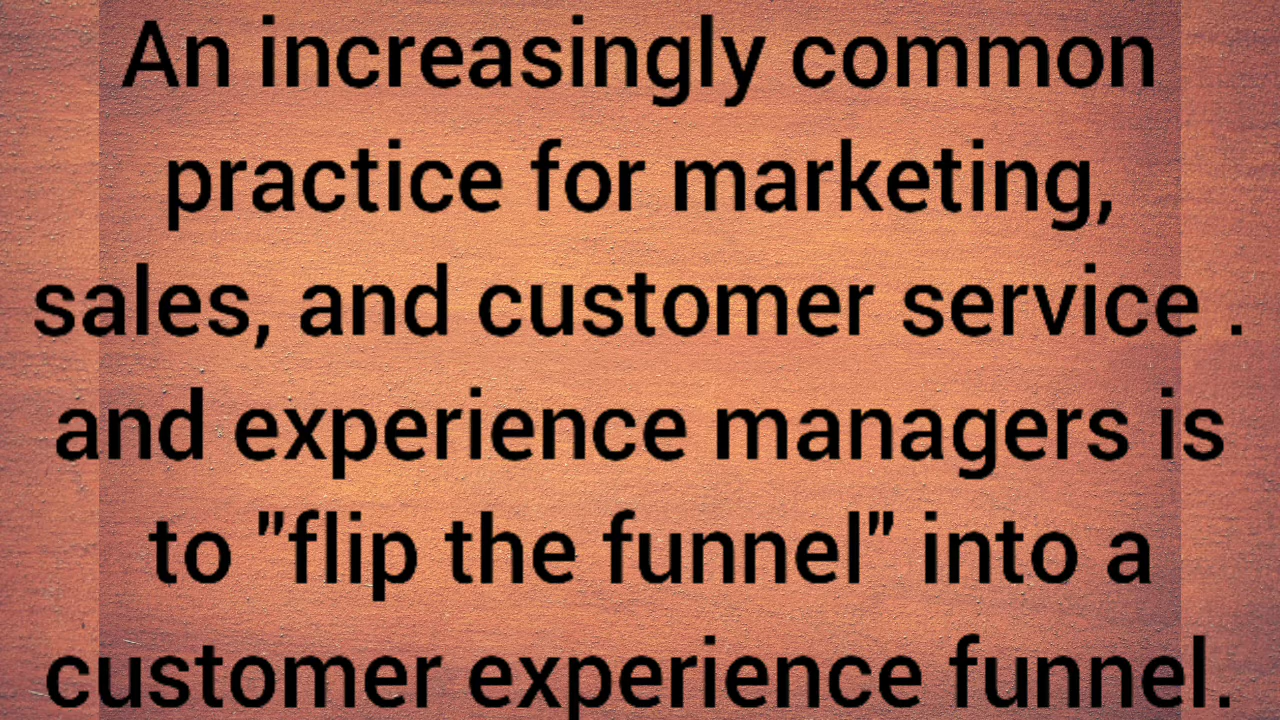 An increasingly common
practice for marketing,
sales, and customer service .
and experience managers is
to "flip the funnel" into a
customer experience funnel.